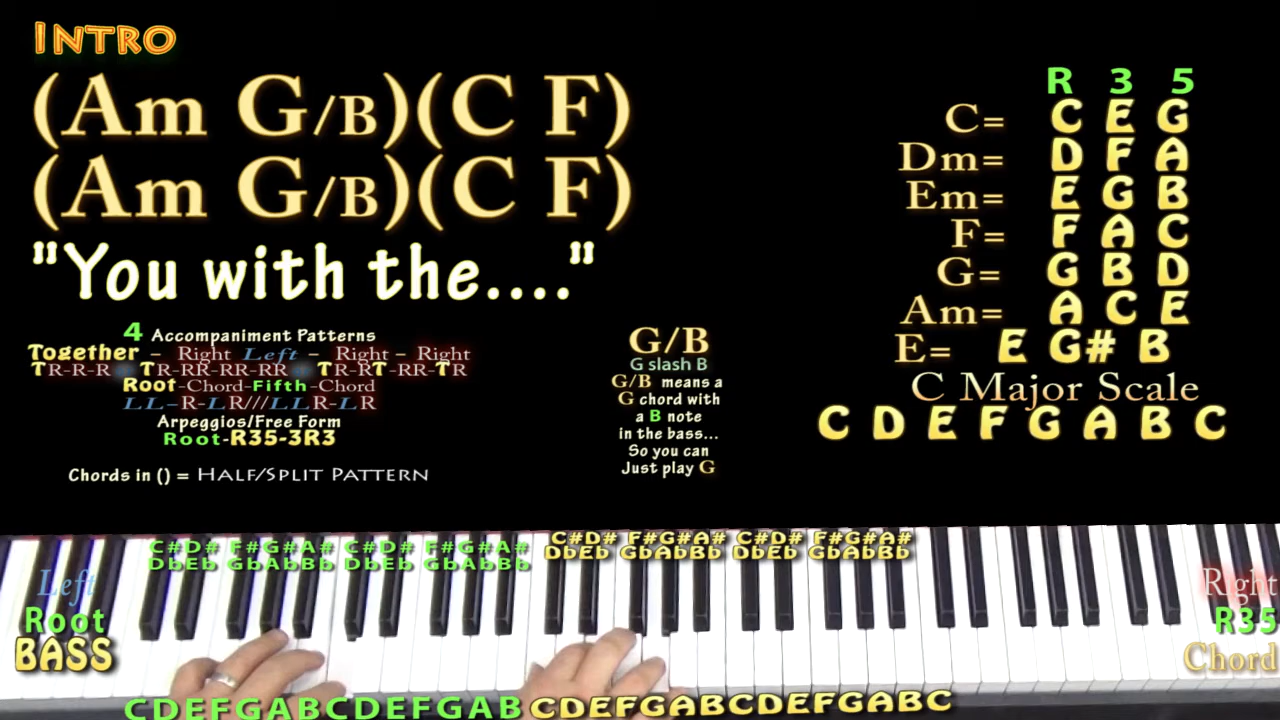 INTRO
(Am G/B)(C F)
(Am G/B)(C F)
"You with the...."
4 Accompaniment Patterns
Together - Right Left - Right - Right
TR-R-R TR-RR-RR-RR TR-RT-RR-TR
Root-Chord-Fifth-Chord
LL-R-LR///LLR-LR
Arpeggios/Free Form
Root-R35-3R3
Chords in () = HALF/SPLIT PATTERN
G/B
G slash B
G/B means a
G chord with
a B note
in the bass...
So you can
Just play G
R 3 5
C= C E G
Dm= D F A
Em= E G B
F= F A C
G= G B D
Am= A C E
E= E G# B
C Major Scale
C D E F G A B C
C#D# F#G#A# C#D# F#G#A# C#D# F#G#A# C#D# F#G#A#
DbEb GbAbBb DbEb GbAbBb DbEb GbAbBb DbEb GbAbBb
Left
Root
BASS
Right
R35
Chord
CDEFGABCDEFGAB CDEFGABCDEFGABC